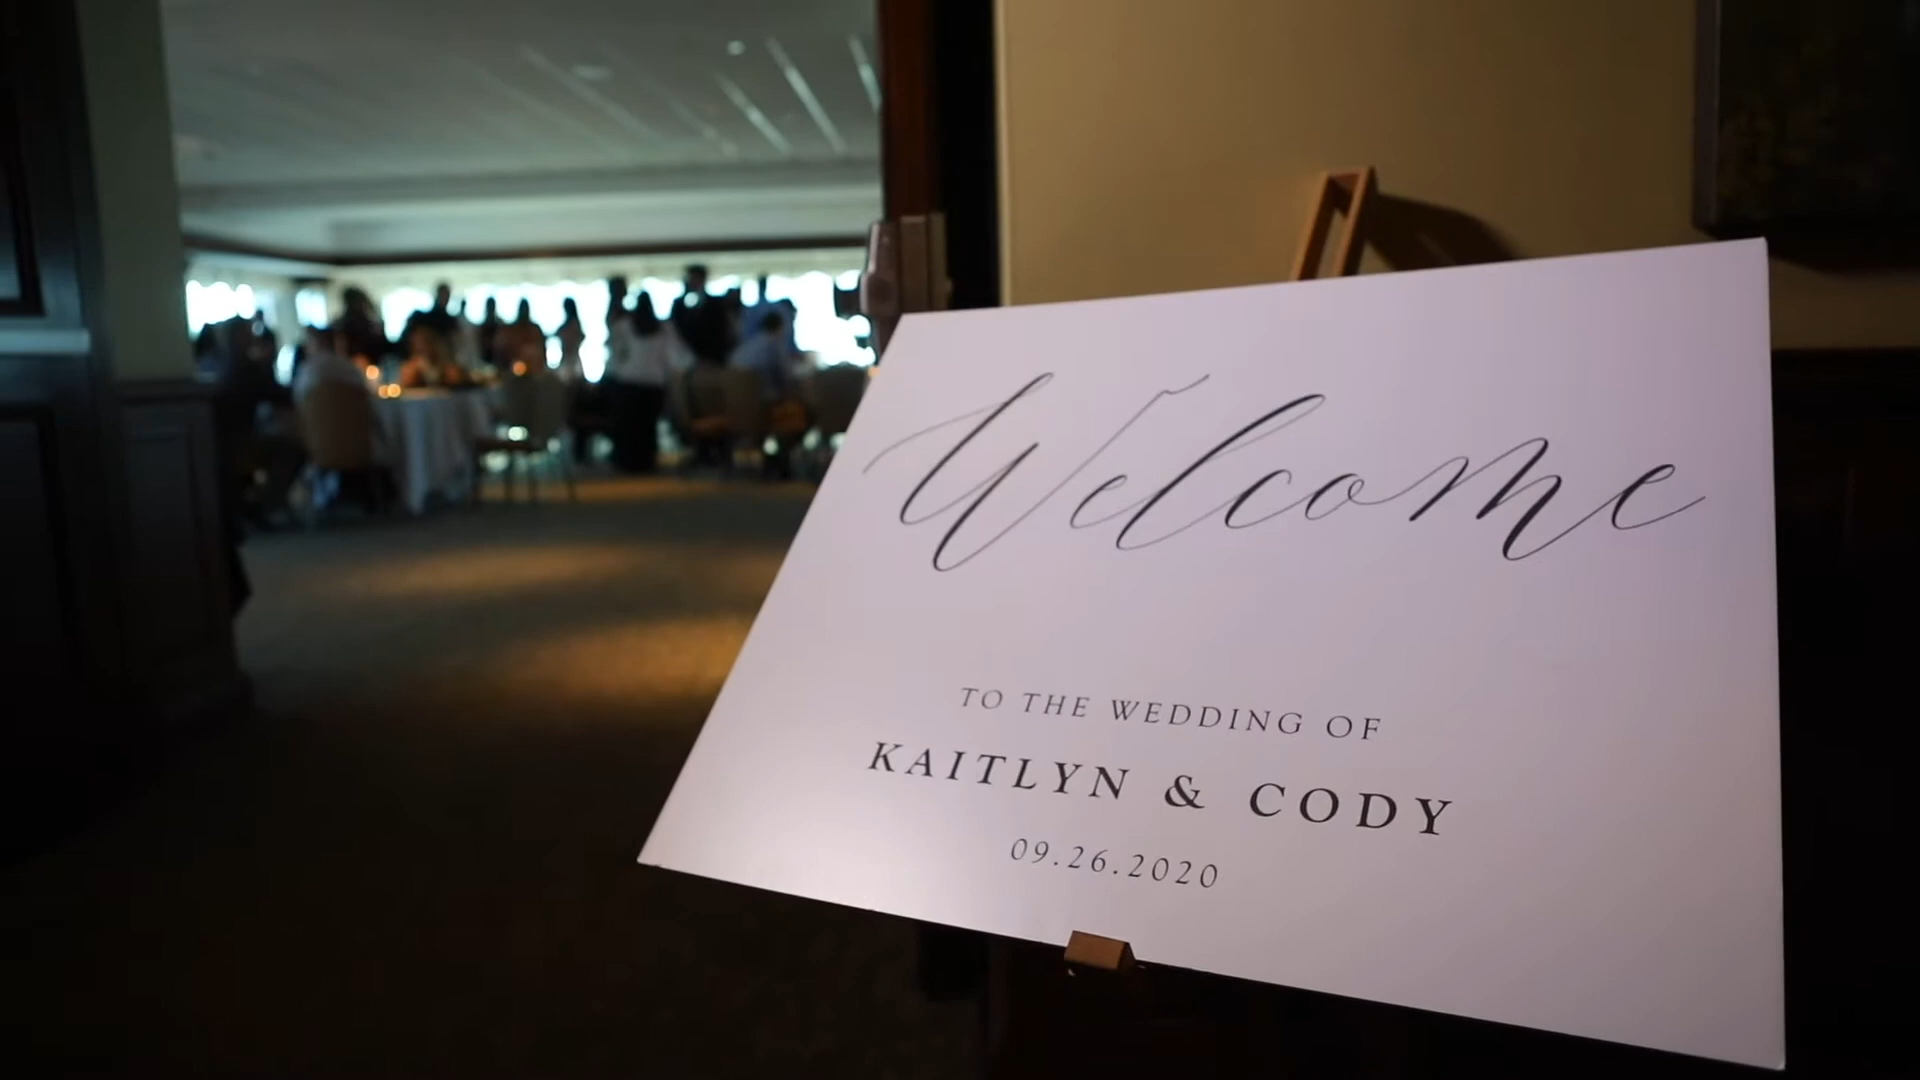 Welcome
TO THE WEDDING OF
KAITLYN & CODY
09.26.2020